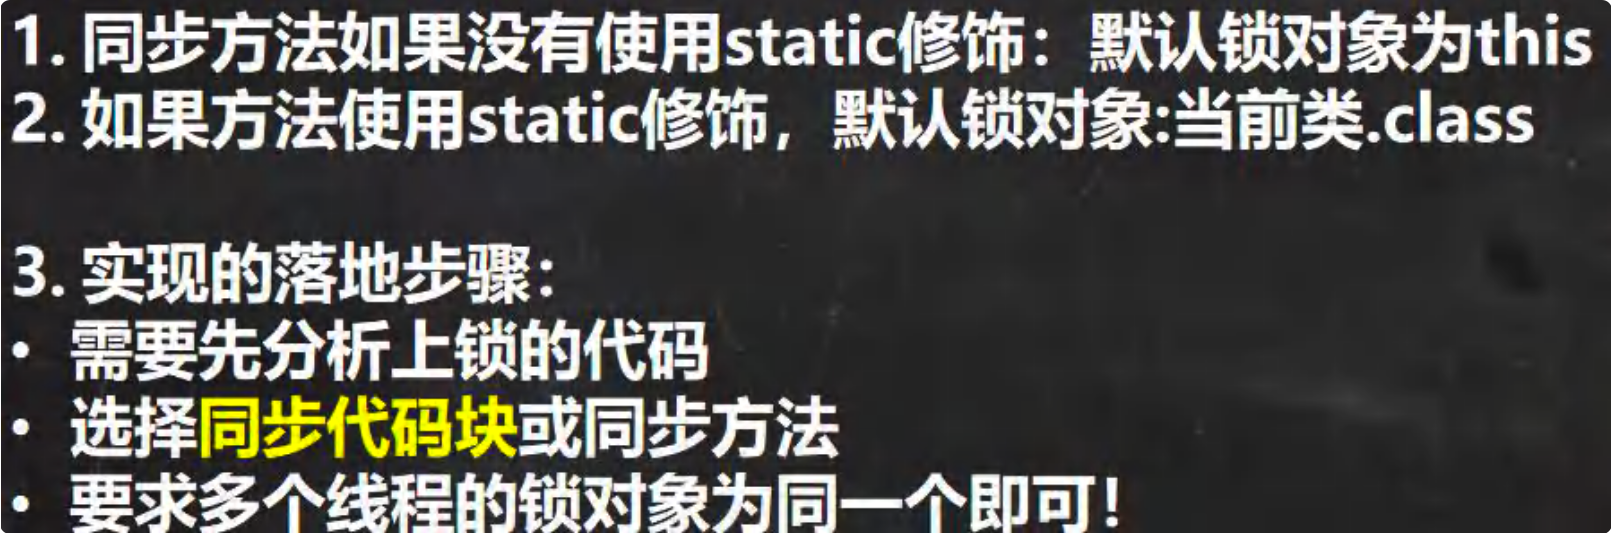 1. 同步方法如果没有使用static修饰：默认锁对象为this
2. 如果方法使用static修饰，默认锁对象:当前类.class
3. 实现的落地步骤：
• 需要先分析上锁的代码
• 选择同步代码块或同步方法
• 要求多个线程的锁对象为同一个即可！